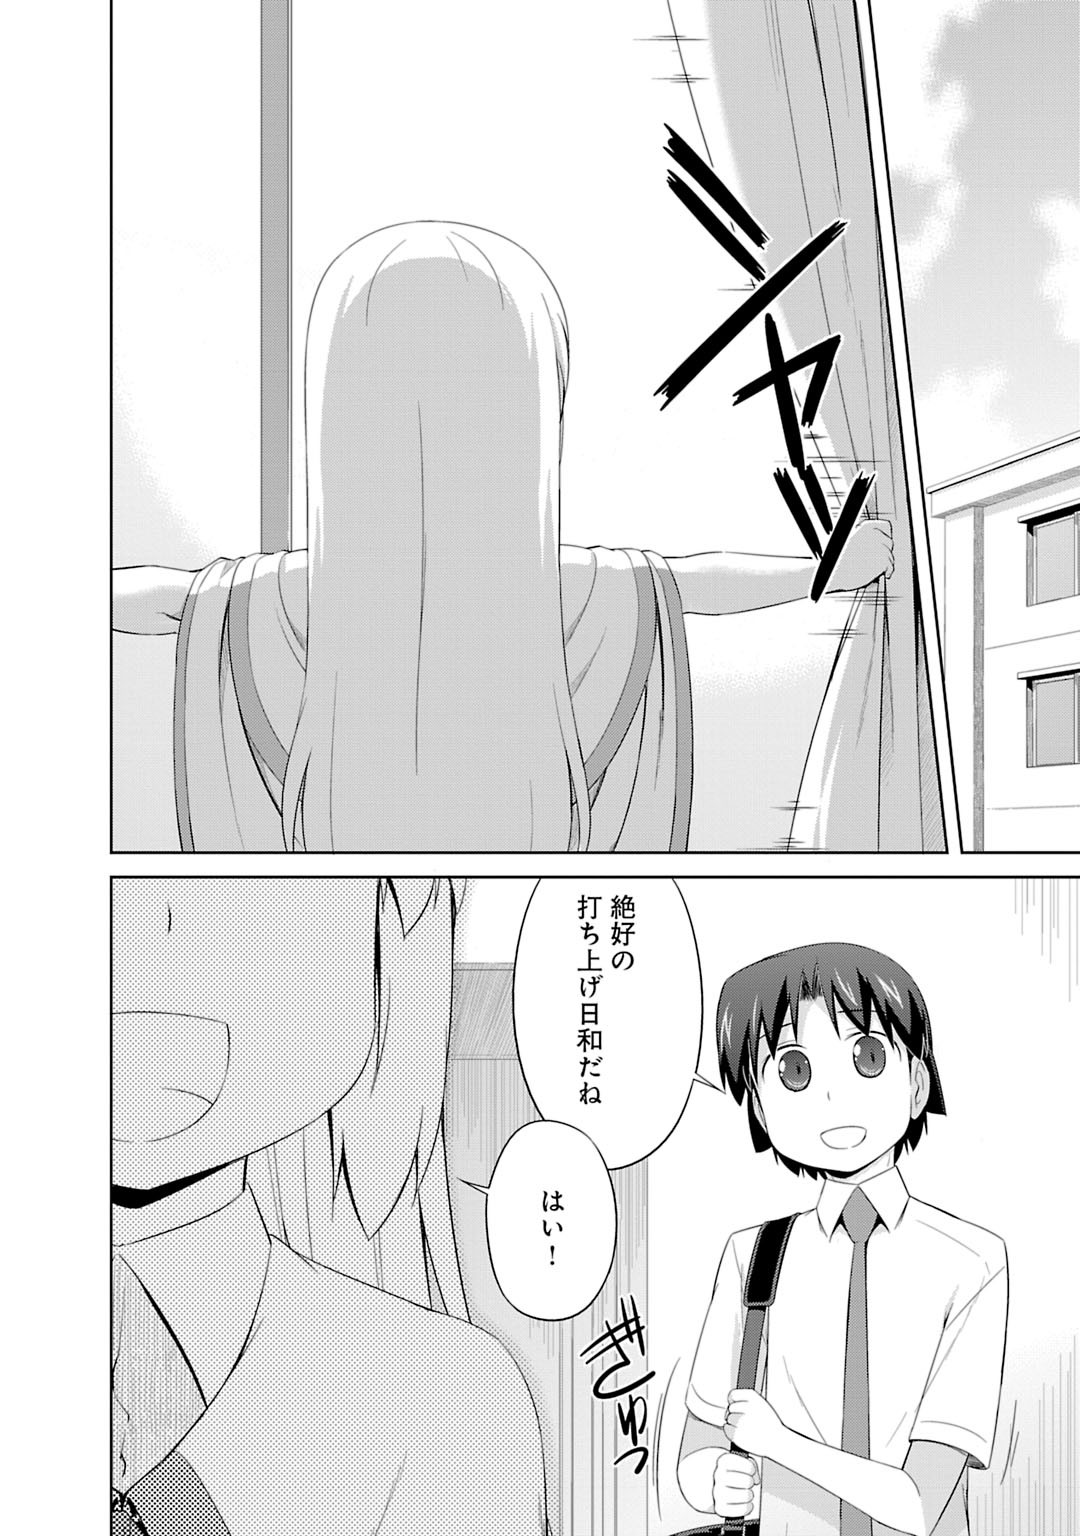 シャッ
絶好の
打ち上げ日和だね
はい！
ぎゅっ